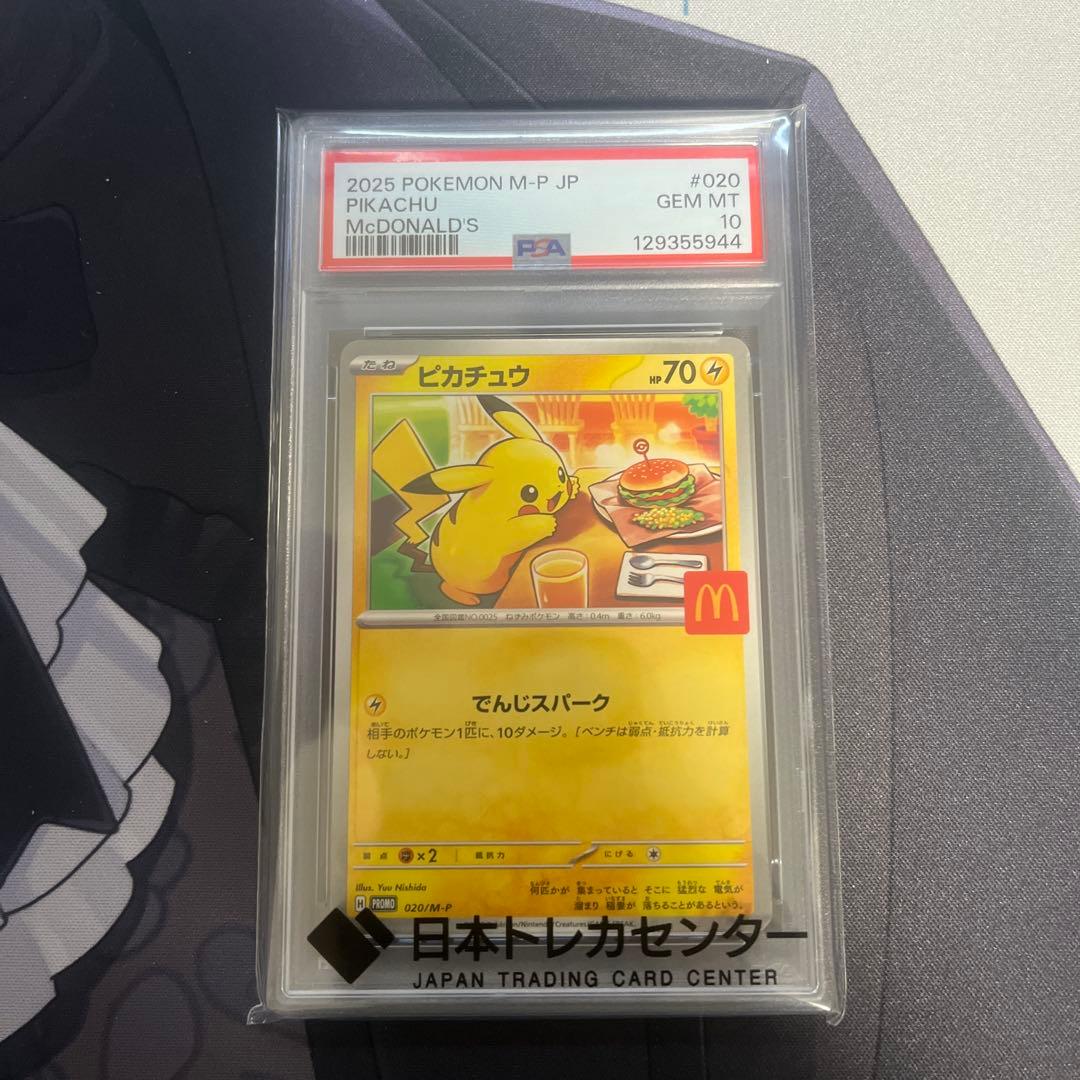 2025 POKEMON M-P JP #020
PIKACHU GEM MT
McDONALD'S 10
PSA 129355944
たね ピカチュウ HP70
全国図鑑NO.0025 ねずみポケモン 高さ:0.4m 重さ:6.0kg
でんじスパーク
相手のポケモン1匹に、10ダメージ。[ベンチは弱点・抵抗力を計算
しない。]
弱点 ×2 抵抗力 にげる
Illus. Yuu Nishida
何匹かが 集まっていると そこに 猛烈な 電気が
H PROMO 020/M-P 溜まり 稲妻が 落ちることがあるという。
日本トレカセンター
JAPAN TRADING CARD CENTER